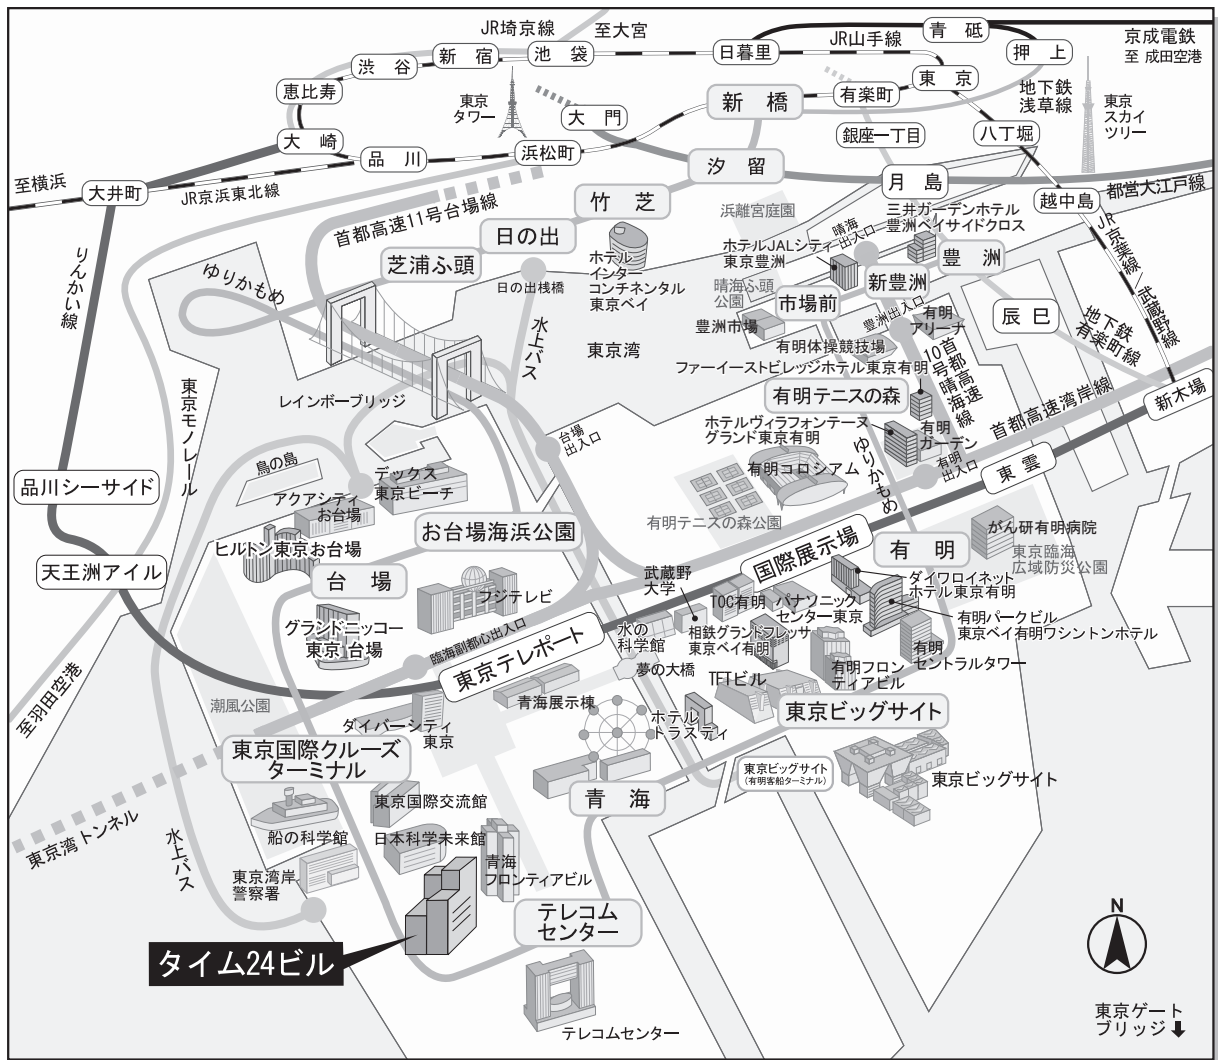 JR埼京線
至大宮
青砥
京成電鉄
至 成田空港
新宿
池袋
日暮里
JR山手線
押上
渋谷
恵比寿
東京
タワー
大門
新橋
有楽町
東京
地下鉄
浅草線
東京
スカイ
ツリー
大崎
品川
浜松町
銀座一丁目
八丁堀
汐留
月島
至横浜
大井町
JR京浜東北線
越中島
都営大江戸線
首都高速11号台場線
竹芝
浜離宮庭園
晴海
出入口
三井ガーデンホテル
豊洲ベイサイドクロス
JR京葉線/武蔵野線
日の出
ホテル
インター
コンチネンタル
東京ベイ
ホテルJALシティ
東京豊洲
豊洲
りんかい線
ゆりかもめ
芝浦ふ頭
日の出桟橋
晴海ふ頭
公園
市場前
新豊洲
豊洲出入口
有明
アリーナ
辰巳
地下鉄
有楽町線
水上バス
東京湾
豊洲市場
有明体操競技場
ファーイーストビレッジホテル東京有明
首都高速
10号晴海線
東京モノレール
レインボーブリッジ
有明テニスの森
首都高速湾岸線
新木場
台場
出入口
ホテルヴィラフォンテーヌ
グランド東京有明
有明
ガーデン
有明
出入口
東雲
鳥の島
デックス
東京ビーチ
有明コロシアム
ゆりかもめ
品川シーサイド
アクアシティ
お台場
お台場海浜公園
有明テニスの森公園
国際展示場
有明
がん研有明病院
東京臨海
広域防災公園
ヒルトン東京お台場
天王洲アイル
台場
フジテレビ
武蔵野
大学
TOC有明
パナソニック
センター東京
ダイワロイネット
ホテル東京有明
グランドニッコー
東京 台場
臨海副都心出入口
東京テレポート
水の
科学館
相鉄グランドフレッサ
東京ベイ有明
有明パークビル
東京ベイ有明ワシントンホテル
夢の大橋
有明フロン
ティアビル
有明
セントラルタワー
至羽田空港
潮風公園
青海展示棟
TFTビル
ダイバーシティ
東京
ホテル
トラスティ
東京ビッグサイト
東京国際クルーズ
ターミナル
東京ビッグサイト
(有明客船ターミナル)
東京ビッグサイト
青海
東京湾トンネル
水上バス
東京国際交流館
船の科学館
日本科学未来館
東京湾岸
警察署
青海
フロンティアビル
テレコム
センター
タイム24ビル
テレコムセンター
N
東京ゲート
ブリッジ